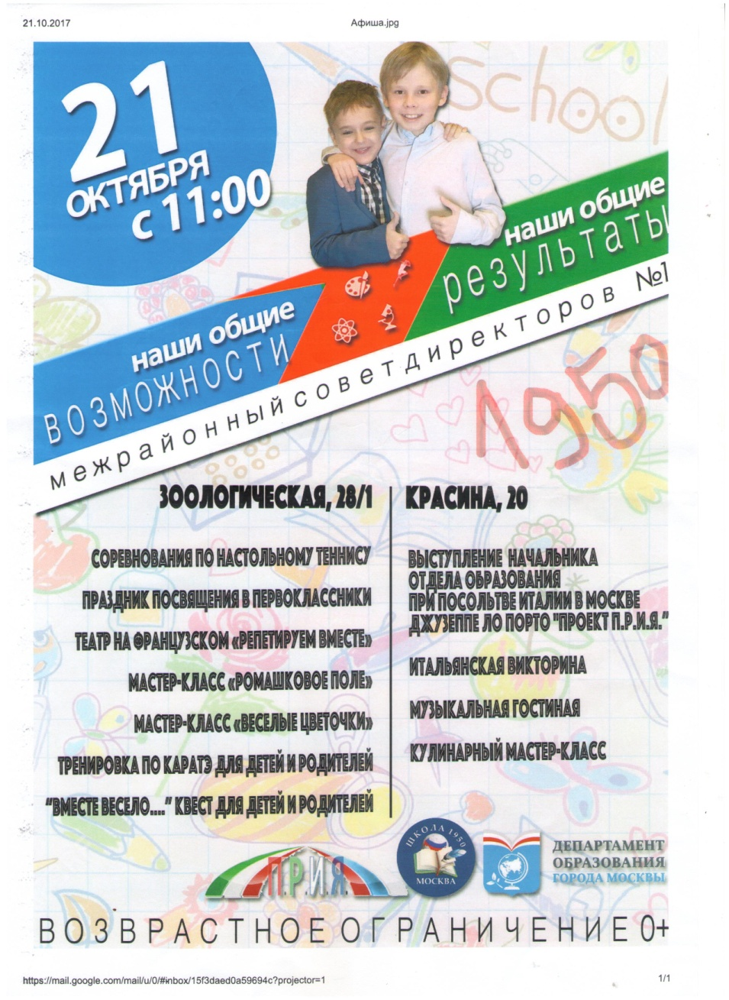 21.10.2017
Афиша.jpg
School
21
ОКТЯБРЯ
с 11:00
наши общие
результаты
наши общие
возможности
межрайонный совет директоров №1
1950
ЗООЛОГИЧЕСКАЯ, 28/1
СОРЕВНОВАНИЯ ПО НАСТОЛЬНОМУ ТЕННИСУ
ПРАЗДНИК ПОСВЯЩЕНИЯ В ПЕРВОКЛАССНИКИ
ТЕАТР НА ФРАНЦУЗСКОМ «РЕПЕТИРУЕМ ВМЕСТЕ»
МАСТЕР-КЛАСС «РОМАШКОВОЕ ПОЛЕ»
МАСТЕР-КЛАСС «ВЕСЕЛЫЕ ЦВЕТОЧКИ»
ТРЕНИРОВКА ПО КАРАТЭ ДЛЯ ДЕТЕЙ И РОДИТЕЛЕЙ
“ВМЕСТЕ ВЕСЕЛО....” КВЕСТ ДЛЯ ДЕТЕЙ И РОДИТЕЛЕЙ
КРАСИНА, 20
ВЫСТУПЛЕНИЕ НАЧАЛЬНИКА
ОТДЕЛА ОБРАЗОВАНИЯ
ПРИ ПОСОЛЬТВЕ ИТАЛИИ В МОСКВЕ
ДЖУЗЕППЕ ЛО ПОРТО "ПРОЕКТ П.Р.И.Я."
ИТАЛЬЯНСКАЯ ВИКТОРИНА
МУЗЫКАЛЬНАЯ ГОСТИНАЯ
КУЛИНАРНЫЙ МАСТЕР-КЛАСС
П.Р.И.Я.
ШКОЛА 1950
МОСКВА
ДЕПАРТАМЕНТ
ОБРАЗОВАНИЯ
ГОРОДА МОСКВЫ
ВОЗВРАСТНОЕ ОГРАНИЧЕНИЕ 0+
https://mail.google.com/mail/u/0/#inbox/15f3daed0a59694c?projector=1
1/1